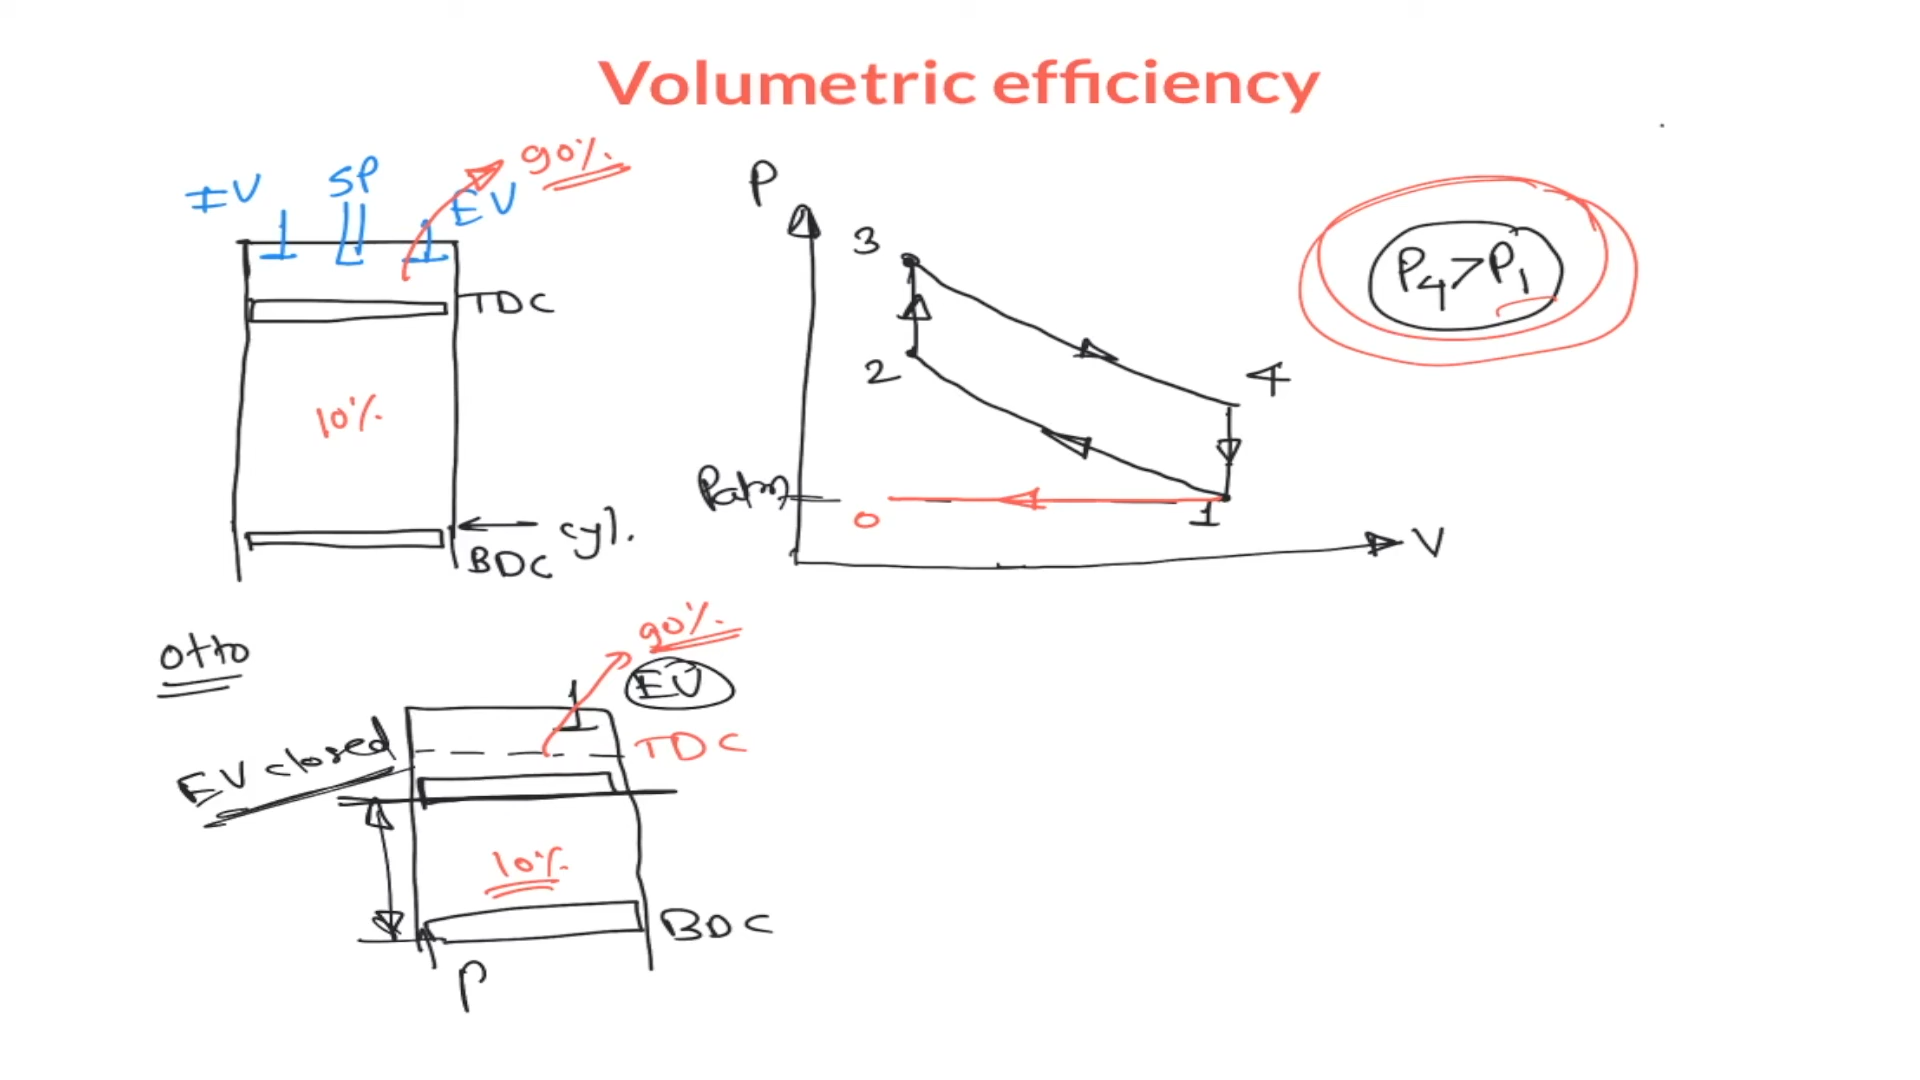 Volumetric efficiency
IV
SP
EV
90%
TDC
10%
cyl.
BDC
P
3
2
4
Patm
0
1
V
P4>P1
otto
90%
EV
TDC
EV closed
10%
BDC
P